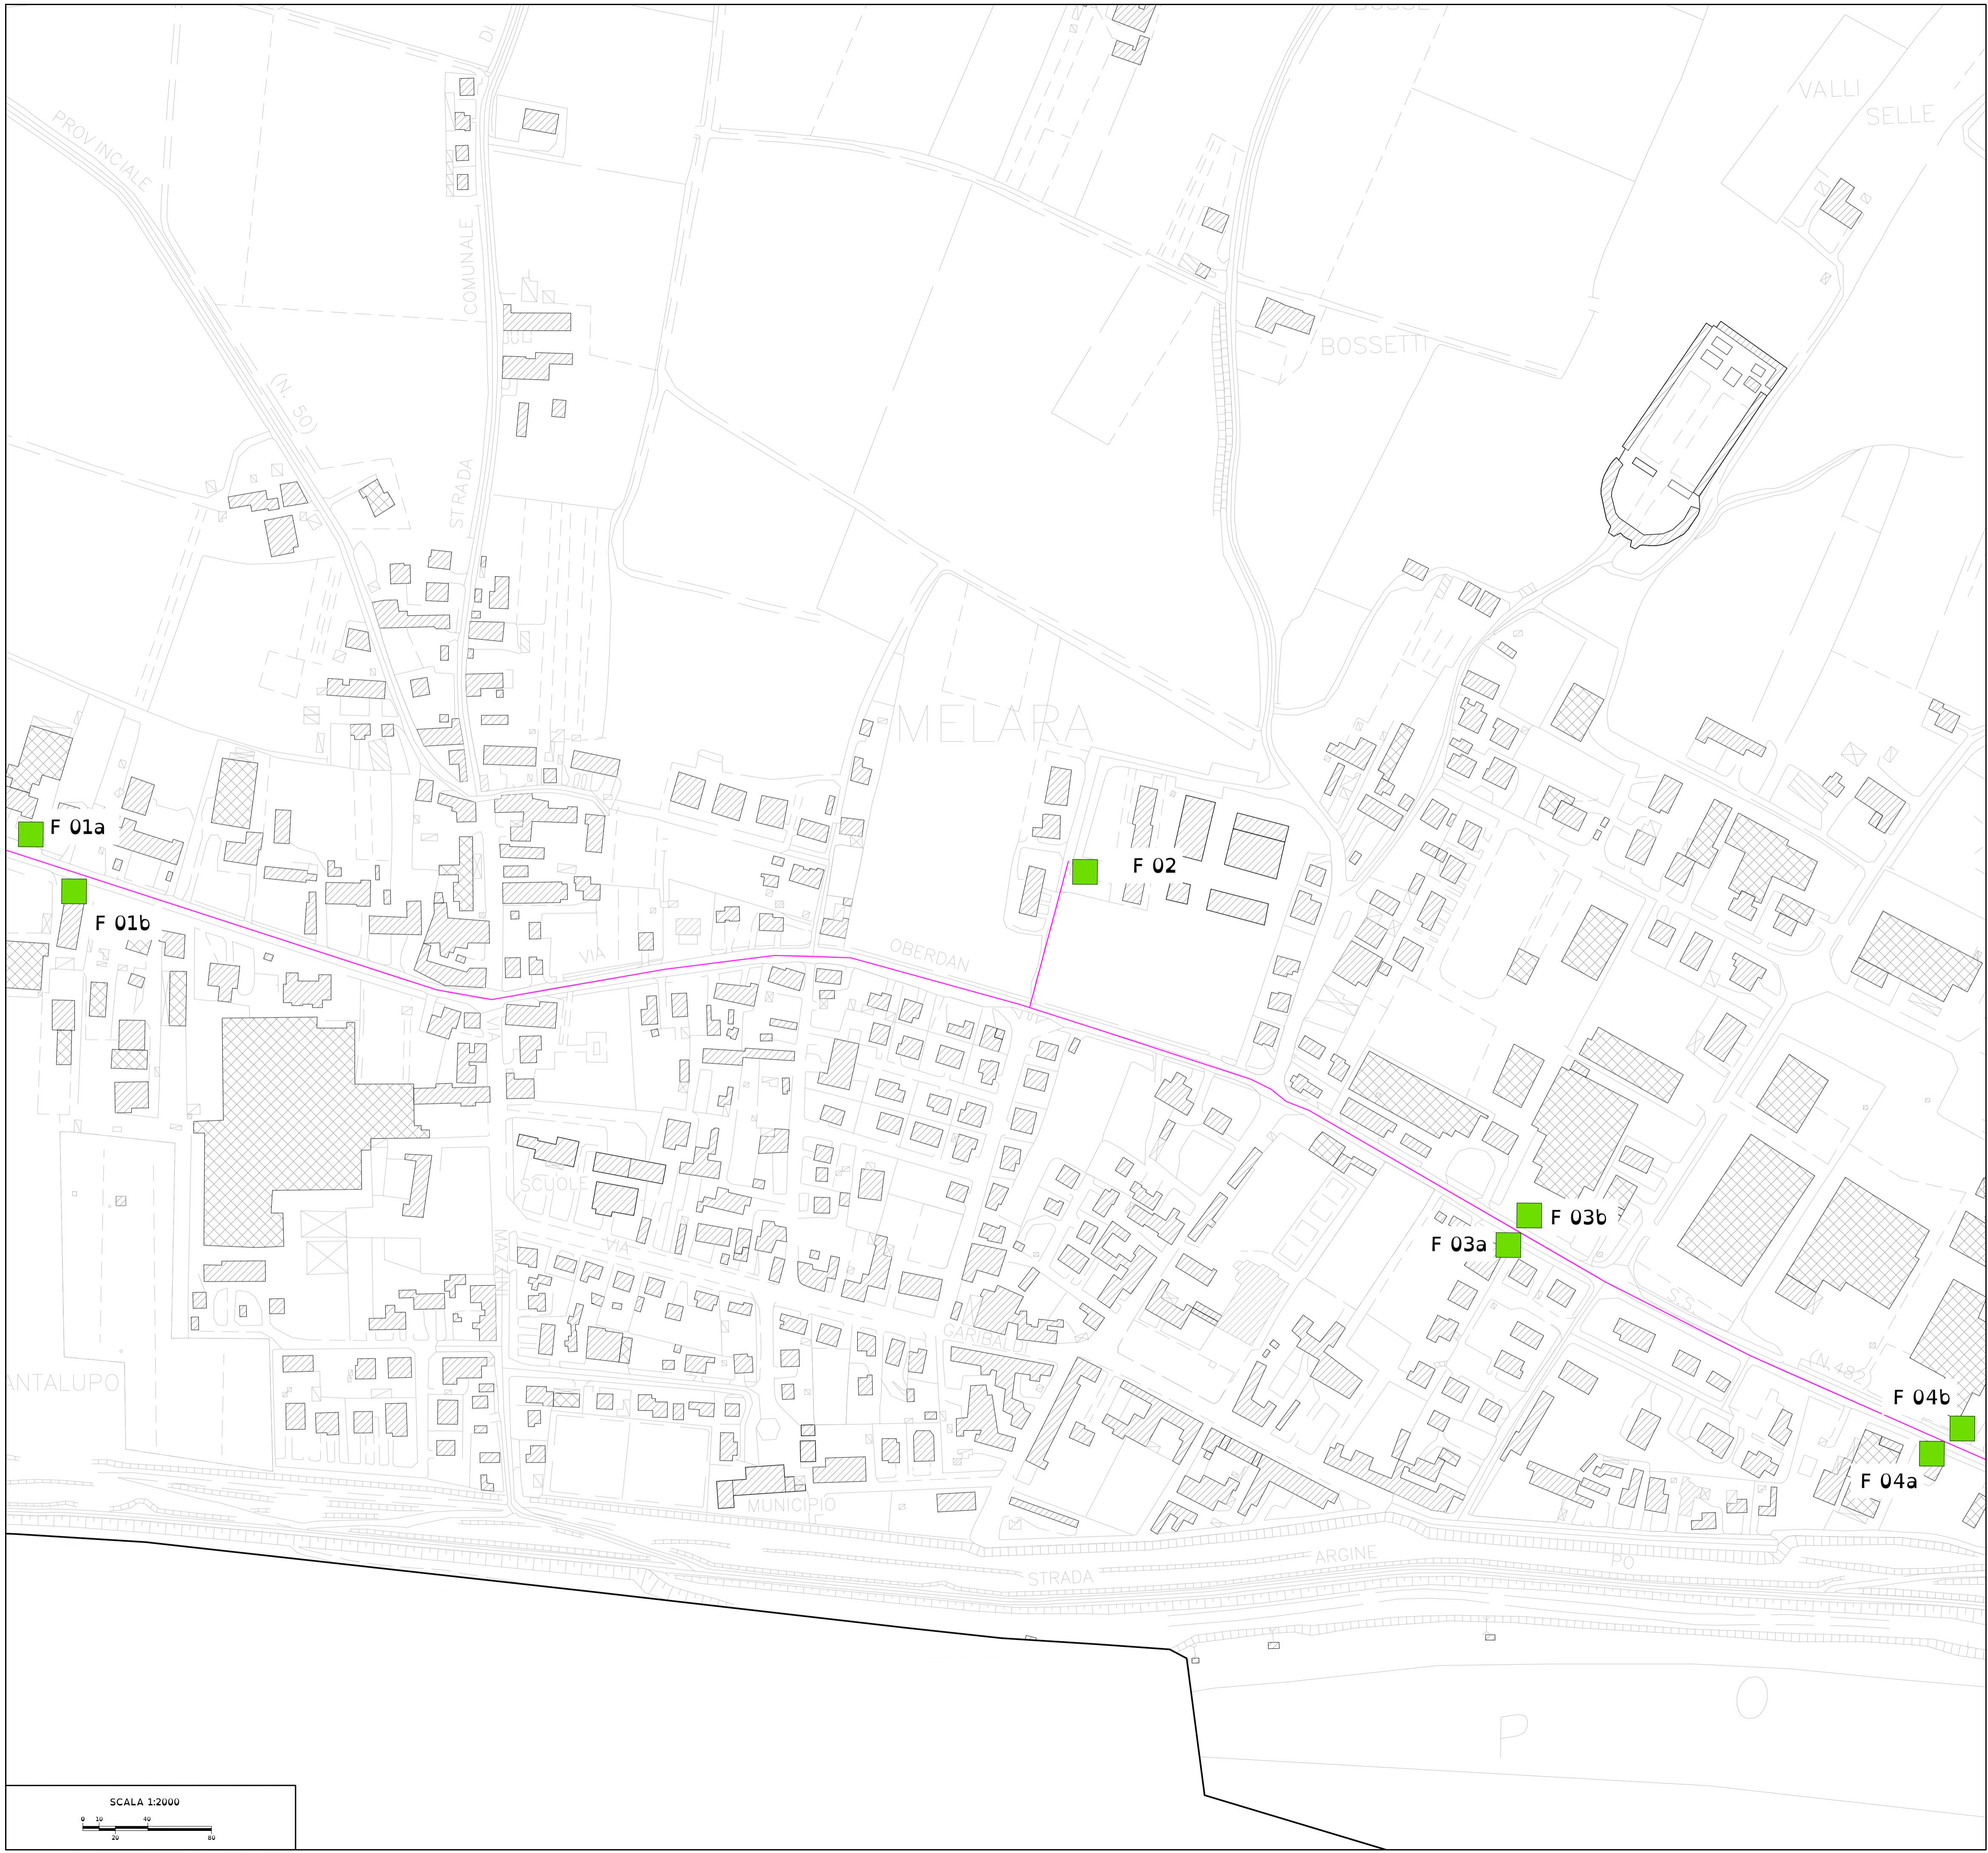 DI
VALLI
SELLE
PROVINCIALE
COMUNALE
BOSSETTI
(N. 50)
STRADA
MELARA
F 01a
F 02
F 01b
VIA
OBERDAN
VIA
SCUOLE
F 03b
VIA
F 03a
S.S.
GARIBALDI
(N.482)
ANTALUPO
F 04b
F 04a
MUNICIPIO
ARGINE
PO
STRADA
P
O
SCALA 1:2000
0 10 40
20 80